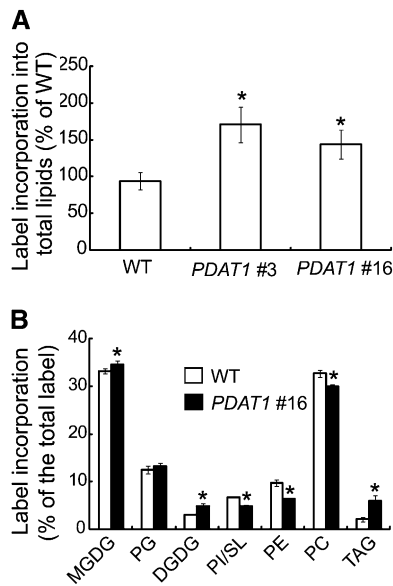 A
Label incorporation into
total lipids (% of WT)
250
200
150
100
50
0
*
*
WT
PDAT1 #3
PDAT1 #16
B
Label incorporation
(% of the total label)
40
30
20
10
0
WT
PDAT1 #16
*
*
*
*
*
*
MGDG
PG
DGDG
PI/SL
PE
PC
TAG